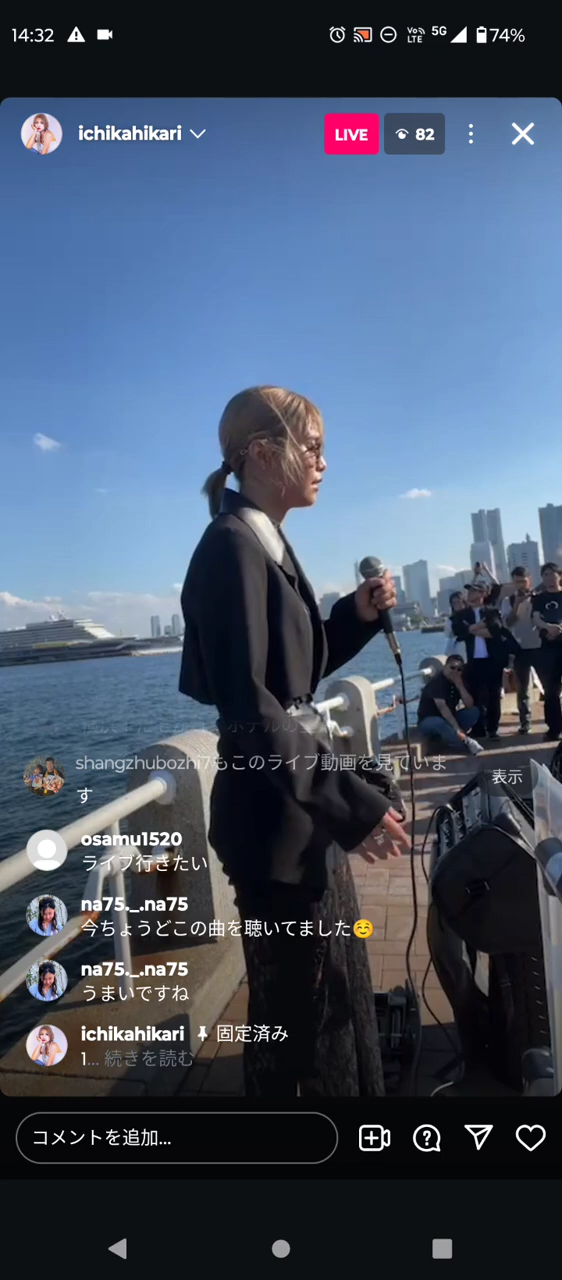 14:32
Vo LTE 5G 74%
ichikahikari
LIVE 82
shangzhubozhi7もこのライブ動画を見ていま
す
表示
osamu1520
ライブ行きたい
na75._.na75
今ちょうどこの曲を聴いてました☺️
na75._.na75
うまいですね
ichikahikari 固定済み
1... 続きを読む
コメントを追加...